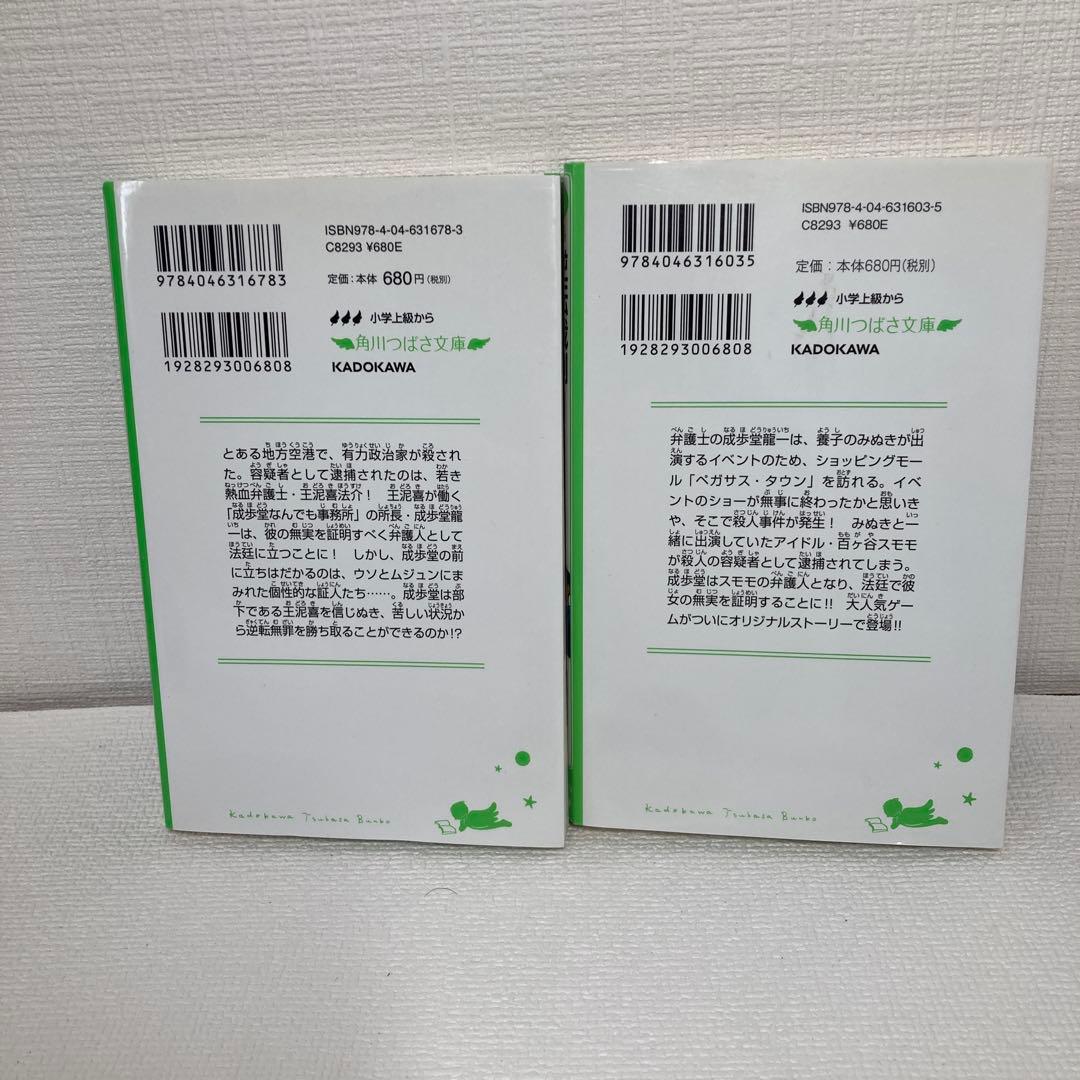 ISBN978-4-04-631678-3
C8293 ¥680E
9784046316783
定価:本体 680円(税別)
小学上級から
角川つばさ文庫
1928293006808
KADOKAWA
とある地方空港で、有力政治家が殺され
た。容疑者として逮捕されたのは、若き
熱血弁護士・王泥喜法介! 王泥喜が働く
「成歩堂なんでも事務所」の所長・成歩堂龍
一は、彼の無実を証明すべく弁護人として
法廷に立つことに! しかし、成歩堂の前
に立ちはだかるのは、ウソとムジュンにま
みれた個性的な証人たち……。成歩堂は部
下である王泥喜を信じぬき、苦しい状況か
ら逆転無罪を勝ち取ることができるのか!?
Kadokawa Tsubasa Bunko
ISBN978-4-04-631603-5
C8293 ¥680E
9784046316035
定価:本体680円(税別)
小学上級から
角川つばさ文庫
1928293006808
KADOKAWA
弁護士の成歩堂龍一は、養子のみぬきが出
演するイベントのため、ショッピングモー
ル「ペガサス・タウン」を訪れる。イベ
ントのショーが無事に終わったかと思いき
や、そこで殺人事件が発生! みぬきと一
緒に出演していたアイドル・百ヶ谷スモモ
が殺人の容疑者として逮捕されてしまう。
成歩堂はスモモの弁護人となり、法廷で彼
女の無実を証明することに!! 大人気ゲー
ムがついにオリジナルストーリーで登場!!
Kadokawa Tsubasa Bunko